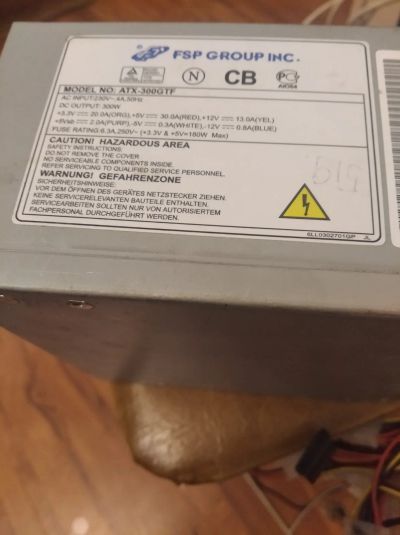 FSP GROUP INC.
N CB
MODEL NO: ATX-300GTF
AC INPUT:230V~,4A,50Hz
DC OUTPUT: 300W
+3.3V⎓20.0A(ORG),+5V⎓30.0A(RED),+12V⎓13.0A(YEL)
+5Vsb⎓2.0A(PURP),-5V⎓0.3A(WHITE),-12V⎓0.8A(BLUE)
FUSE RATING:6.3A,250V~ (+3.3V & +5V=180W Max)
CAUTION! HAZARDOUS AREA
SAFETY INSTRUCTIONS:
DO NOT REMOVE THE COVER
NO SERVICEABLE COMPONENTS INSIDE.
REFER SERVICING TO QUALIFIED SERVICE PERSONNEL.
WARNUNG! GEFAHRENZONE
SICHERHEITSHINWEISE:
VOR DEM ÖFFNEN DES GERÄTES NETZSTECKER ZIEHEN.
KEINE SERVICERELEVANTEN BAUTEILE ENTHALTEN.
SERVICEARBEITEN SOLLTEN NUR VON AUTORISIERTEM
FACHPERSONAL DURCHGEFÜHRT WERDEN.
6LL0302701GP